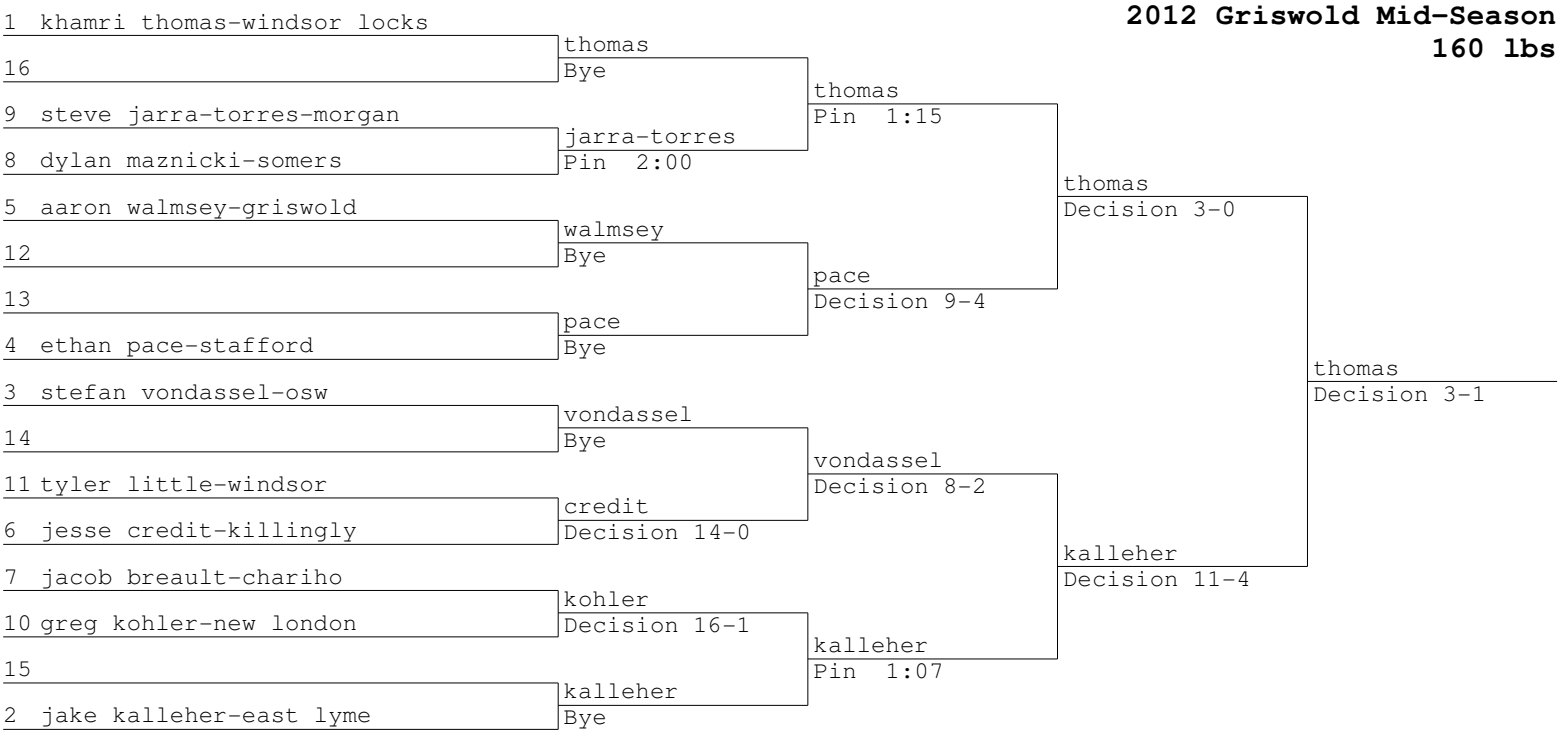 2012 Griswold Mid-Season
160 lbs
1 khamri thomas-windsor locks
thomas
16
Bye
thomas
9 steve jarra-torres-morgan
Pin 1:15
jarra-torres
8 dylan maznicki-somers
Pin 2:00
thomas
5 aaron walmsey-griswold
Decision 3-0
walmsey
12
Bye
pace
13
Decision 9-4
pace
4 ethan pace-stafford
Bye
thomas
3 stefan vondassel-osw
Decision 3-1
vondassel
14
Bye
vondassel
11 tyler little-windsor
Decision 8-2
credit
6 jesse credit-killingly
Decision 14-0
kalleher
7 jacob breault-chariho
Decision 11-4
kohler
10 greg kohler-new london
Decision 16-1
kalleher
15
Pin 1:07
kalleher
2 jake kalleher-east lyme
Bye